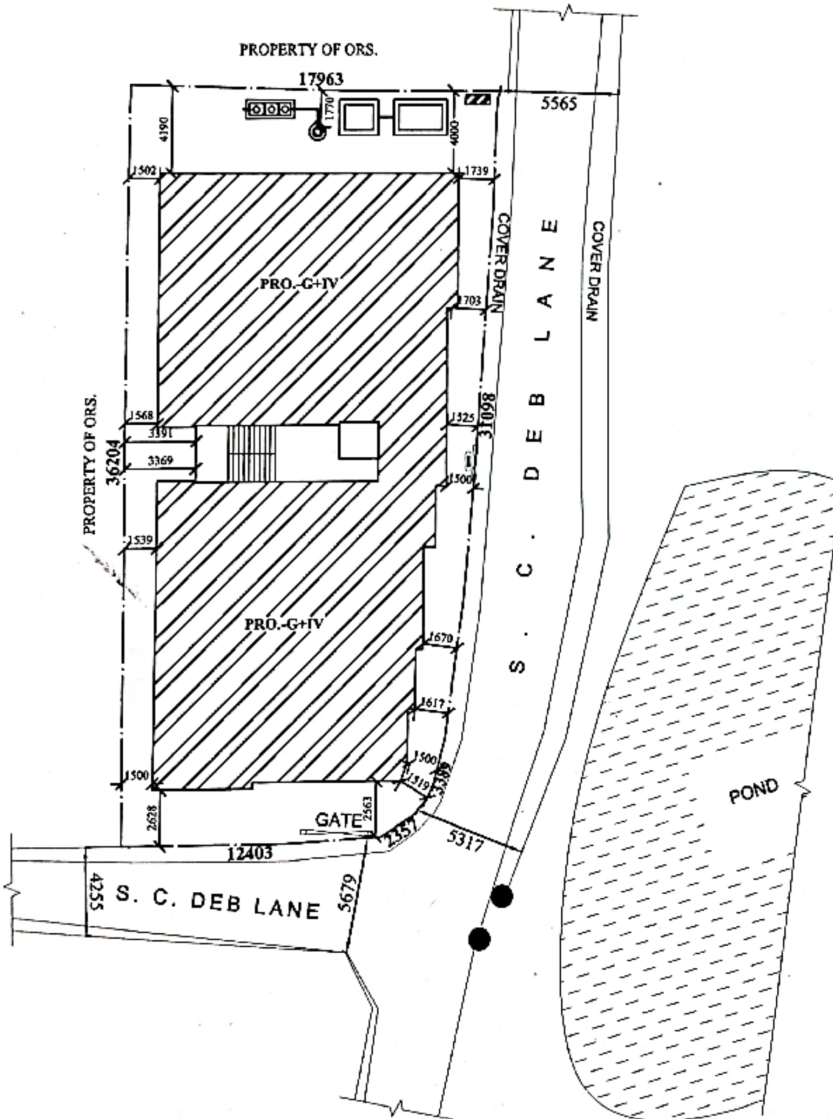 PROPERTY OF ORS.
17963
5565
1770
4190
4000
1502
1739
COVER DRAIN
COVER DRAIN
PRO.-G+IV
1703
S. C. DEB LANE
1568
1525
31098
3391
3369
36204
PROPERTY OF ORS.
1500
1539
PRO.-G+IV
1670
1617
1500
1500
1519
POND
2628
GATE
2563
2357
5317
12403
4255
S. C. DEB LANE
5679